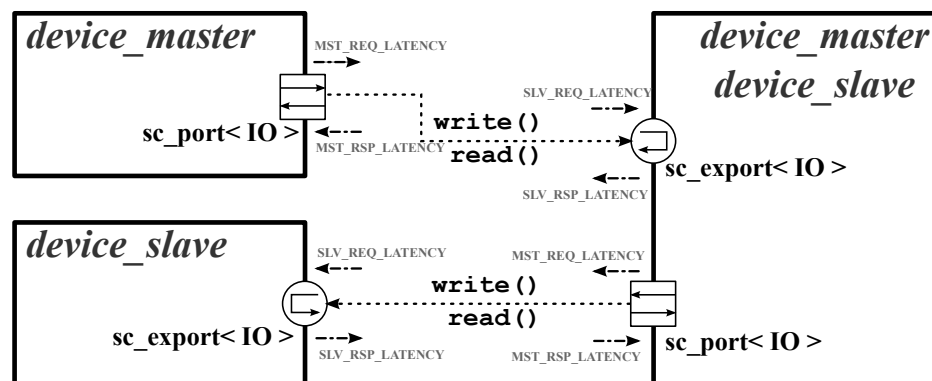 device_master
MST_REQ_LATENCY
sc_port< IO >
MST_RSP_LATENCY
write()
read()
device_master
device_slave
SLV_REQ_LATENCY
sc_export< IO >
SLV_RSP_LATENCY
device_slave
SLV_REQ_LATENCY
sc_export< IO >
SLV_RSP_LATENCY
write()
read()
MST_REQ_LATENCY
sc_port< IO >
MST_RSP_LATENCY